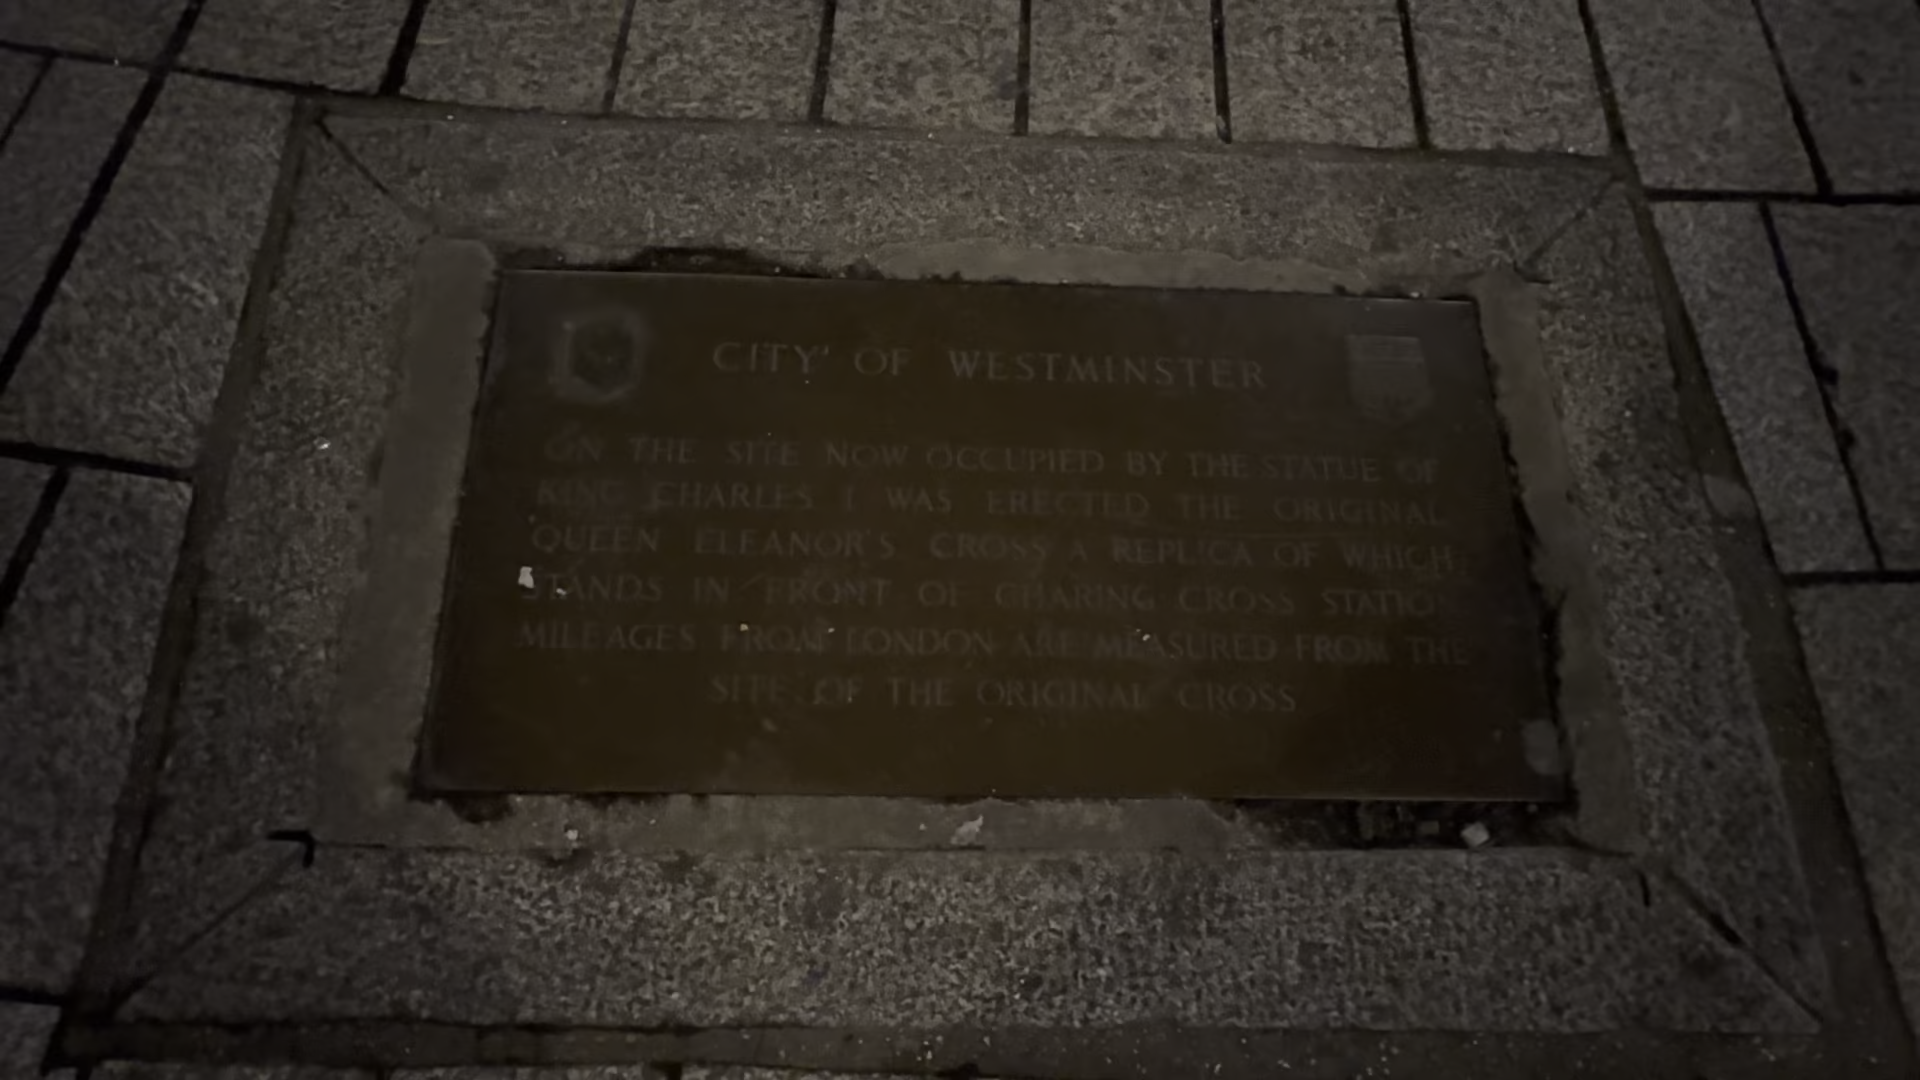 CITY OF WESTMINSTER
ON THE SITE NOW OCCUPIED BY THE STATUE OF
KING CHARLES I WAS ERECTED THE ORIGINAL
QUEEN ELEANOR'S CROSS A REPLICA OF WHICH
STANDS IN FRONT OF CHARING CROSS STATION
MILEAGES FROM LONDON ARE MEASURED FROM THE
SITE OF THE ORIGINAL CROSS